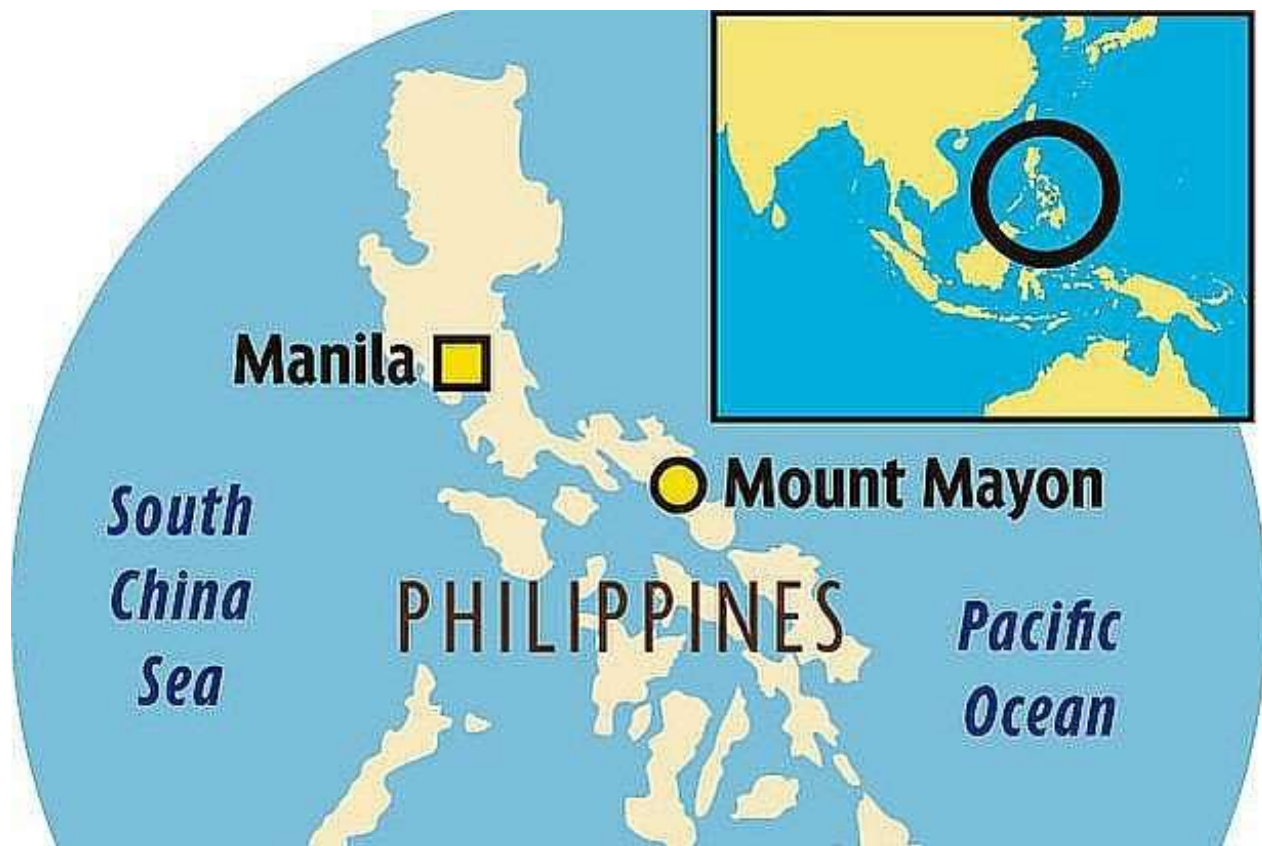 Manila
Mount Mayon
South
China
Sea
PHILIPPINES
Pacific
Ocean